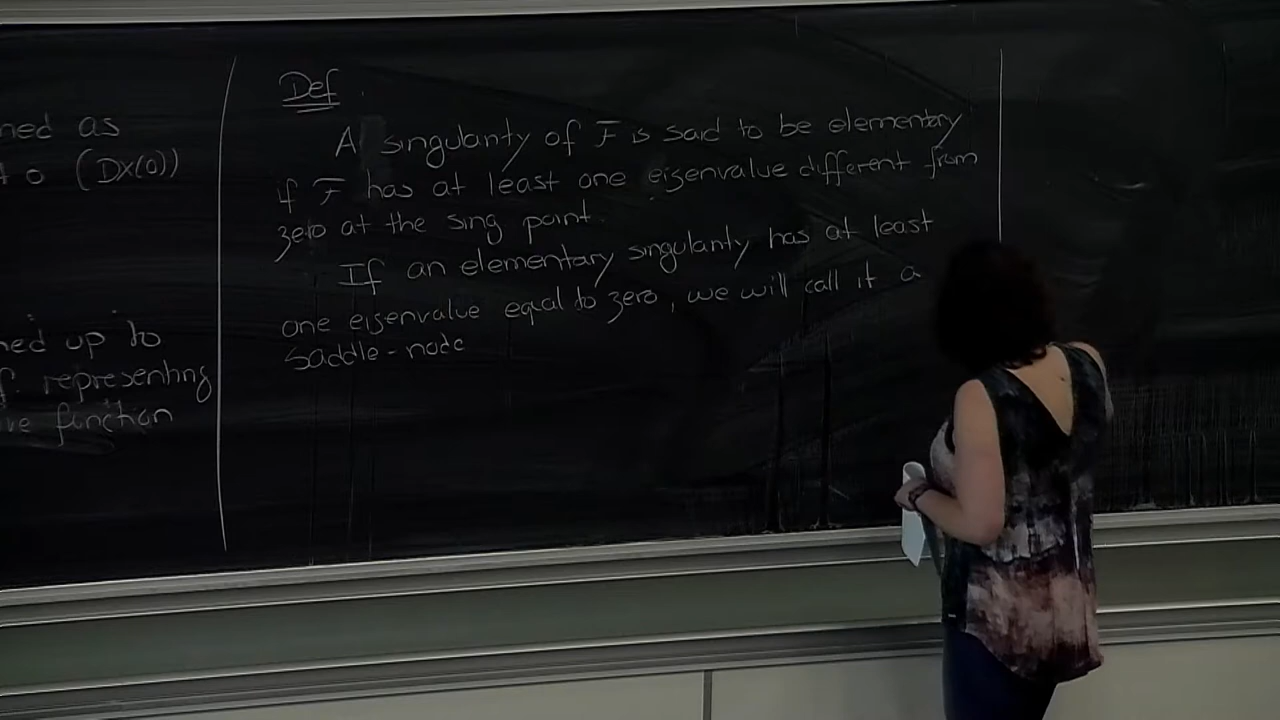 ned as
o (DX(0))
ned up to
f. representing
ve function
Def
A singularity of F is said to be elementary
if F has at least one eigenvalue different from
zero at the sing point.
If an elementary singularity has at least
one eigenvalue equal to zero, we will call it a
saddle-node